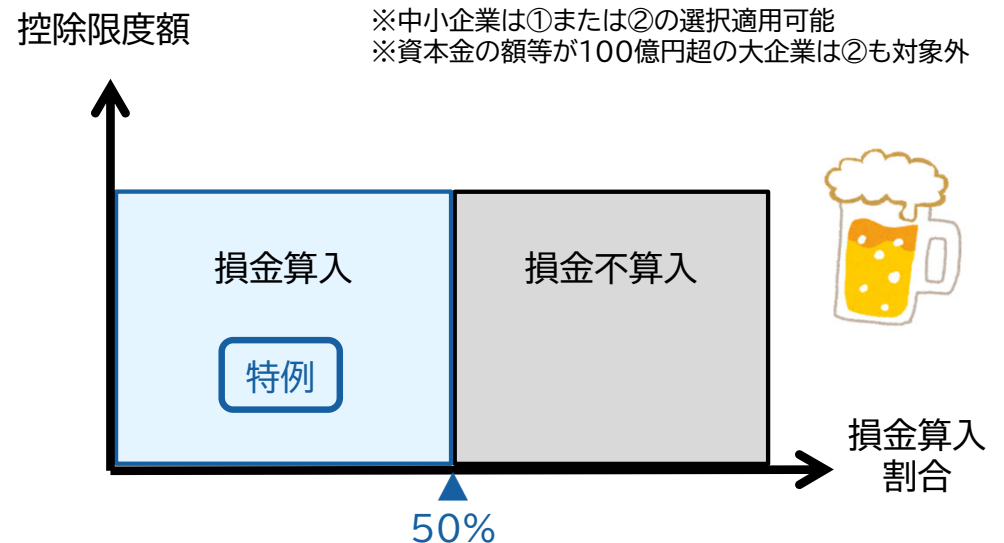 控除限度額
※中小企業は①または②の選択適用可能
※資本金の額等が100億円超の大企業は②も対象外
損金算入
損金不算入
特例
損金算入
割合
50%